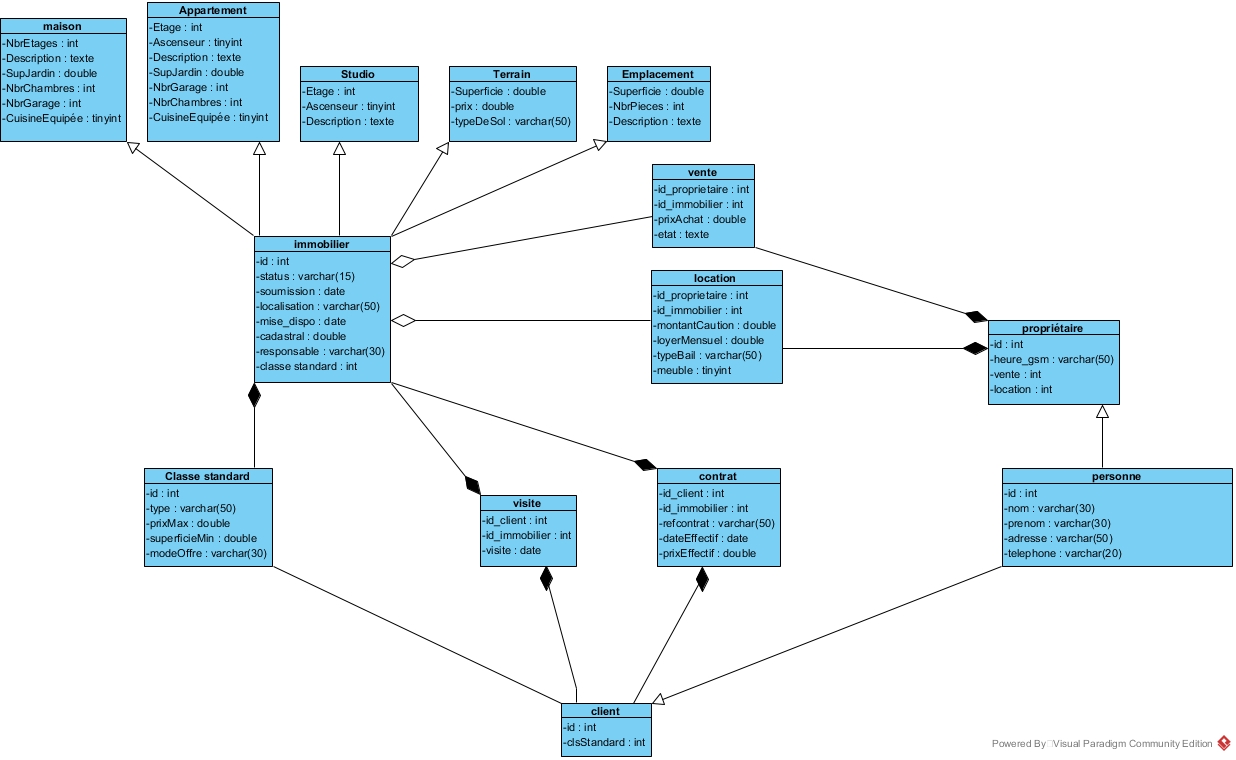 maison
-NbrEtages : int
-Description : texte
-SupJardin : double
-NbrChambres : int
-NbrGarage : int
-CuisineEquipée : tinyint
Appartement
-Etage : int
-Ascenseur : tinyint
-Description : texte
-SupJardin : double
-NbrGarage : int
-NbrChambres : int
-CuisineEquipée : tinyint
Studio
-Etage : int
-Ascenseur : tinyint
-Description : texte
Terrain
-Superficie : double
-prix : double
-typeDeSol : varchar(50)
Emplacement
-Superficie : double
-NbrPieces : int
-Description : texte
vente
-id_proprietaire : int
-id_immobilier : int
-prixAchat : double
-etat : texte
immobilier
-id : int
-status : varchar(15)
-soumission : date
-localisation : varchar(50)
-mise_dispo : date
-cadastral : double
-responsable : varchar(30)
-classe standard : int
location
-id_proprietaire : int
-id_immobilier : int
-montantCaution : double
-loyerMensuel : double
-typeBail : varchar(50)
-meuble : tinyint
propriétaire
-id : int
-heure_gsm : varchar(50)
-vente : int
-location : int
Classe standard
-id : int
-type : varchar(50)
-prixMax : double
-superficieMin : double
-modeOffre : varchar(30)
visite
-id_client : int
-id_immobilier : int
-visite : date
contrat
-id_client : int
-id_immobilier : int
-refcontrat : varchar(50)
-dateEffectif : date
-prixEffectif : double
personne
-id : int
-nom : varchar(30)
-prenom : varchar(30)
-adresse : varchar(50)
-telephone : varchar(20)
client
-id : int
-clsStandard : int
Powered By Visual Paradigm Community Edition